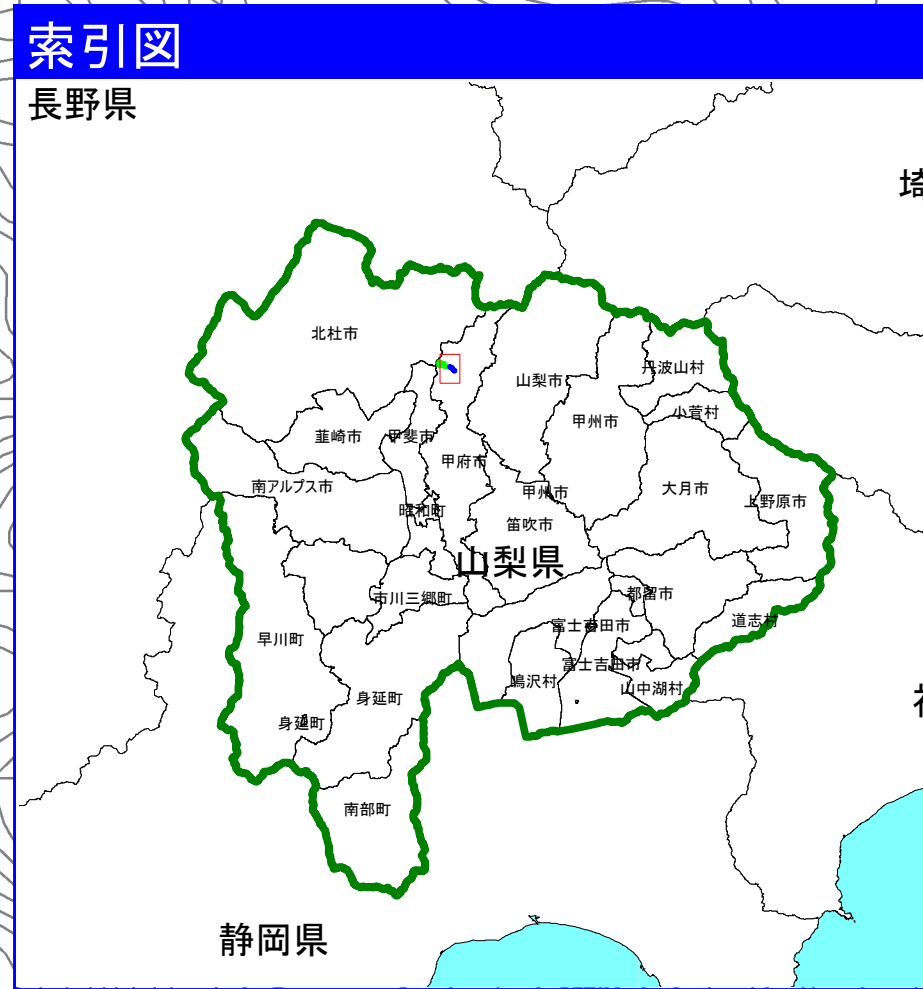 索引図
長野県
埼
北杜市
丹波山村
山梨市
小菅村
甲州市
韮崎市
甲斐市
甲府市
南アルプス市
甲州市
大月市
上野原市
昭和町
笛吹市
山梨県
都留市
市川三郷町
道志村
富士吉田市
早川町
富士吉田市
鳴沢村
山中湖村
身延町
身延町
南部町
静岡県